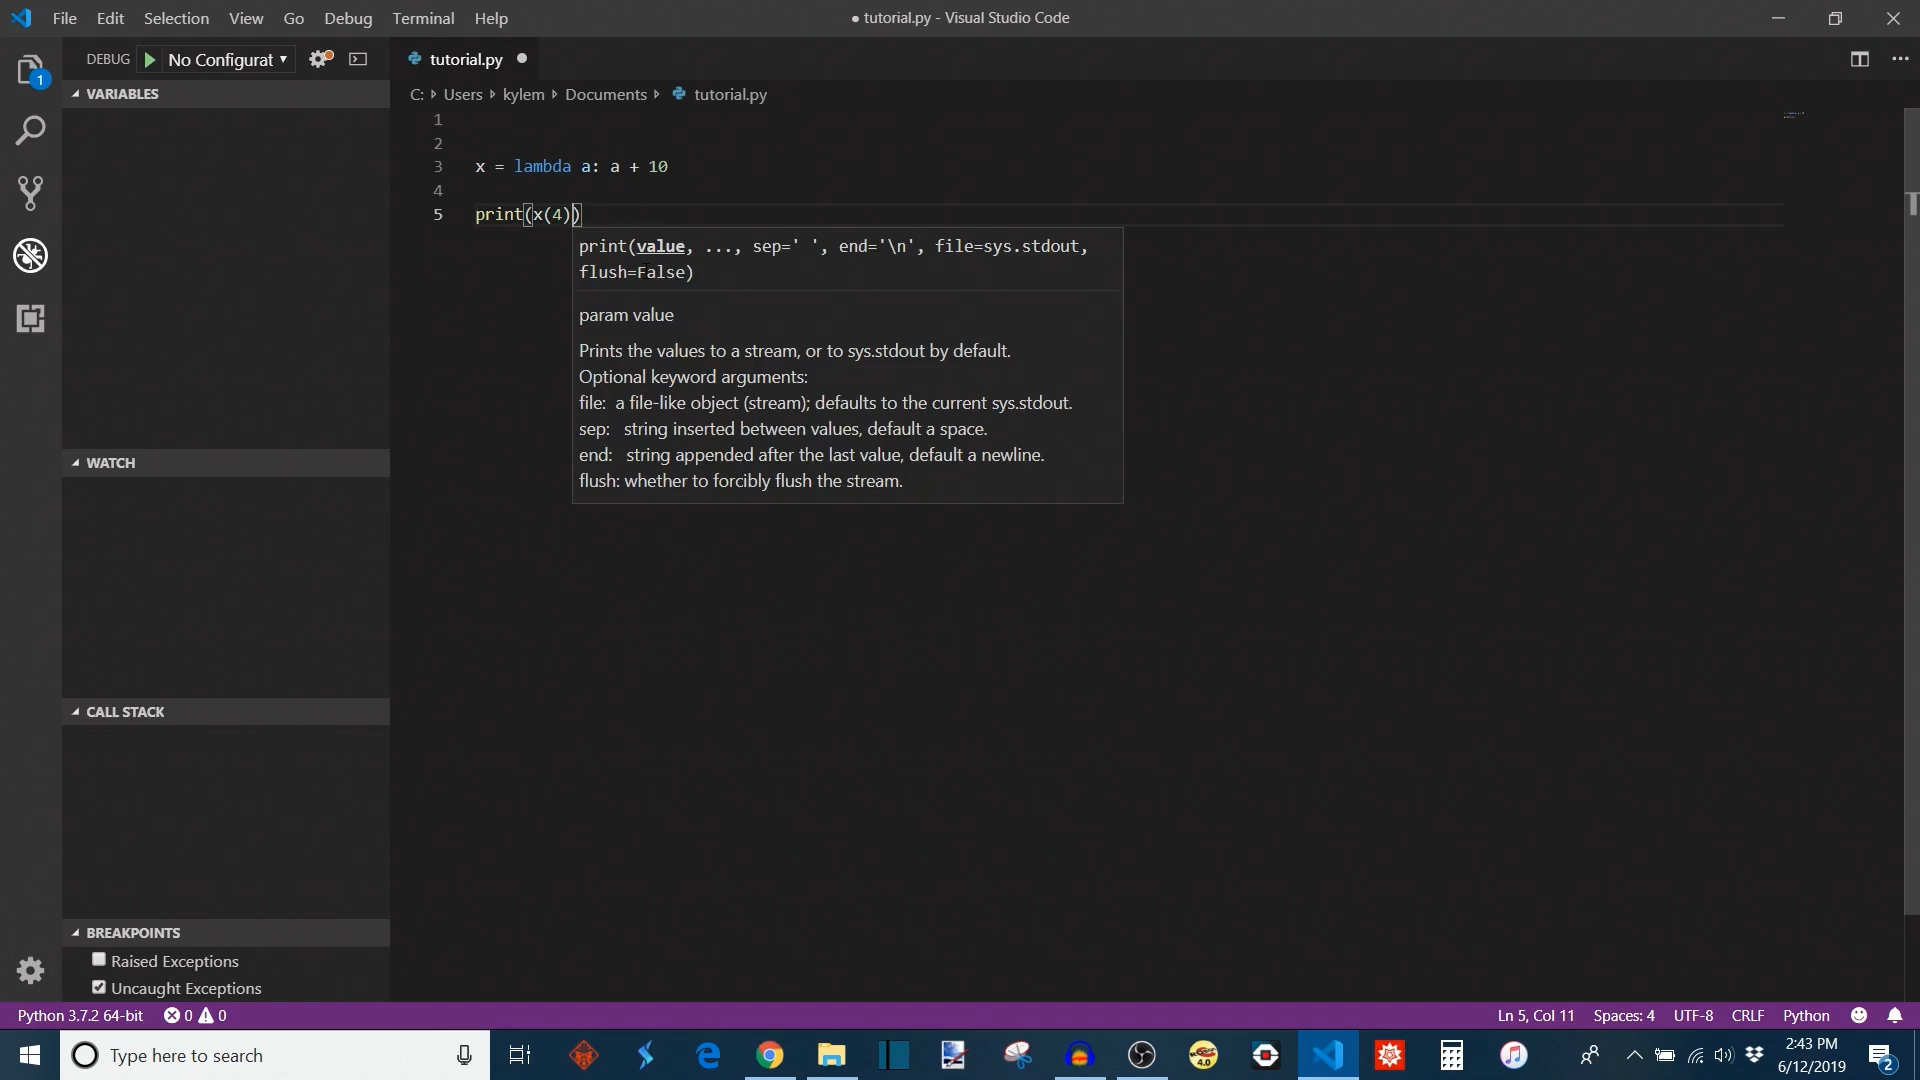 File Edit Selection View Go Debug Terminal Help
● tutorial.py - Visual Studio Code
DEBUG No Configurat
tutorial.py
1
VARIABLES
C: Users kylem Documents tutorial.py
1
2
3 x = lambda a: a + 10
4
5 print(x(4))
print(value, ..., sep=' ', end='\n', file=sys.stdout,
flush=False)
param value
Prints the values to a stream, or to sys.stdout by default.
Optional keyword arguments:
file: a file-like object (stream); defaults to the current sys.stdout.
sep: string inserted between values, default a space.
end: string appended after the last value, default a newline.
flush: whether to forcibly flush the stream.
WATCH
CALL STACK
BREAKPOINTS
Raised Exceptions
Uncaught Exceptions
Python 3.7.2 64-bit 0 0
Ln 5, Col 11 Spaces: 4 UTF-8 CRLF Python
Type here to search
4.0
2:43 PM
6/12/2019
2